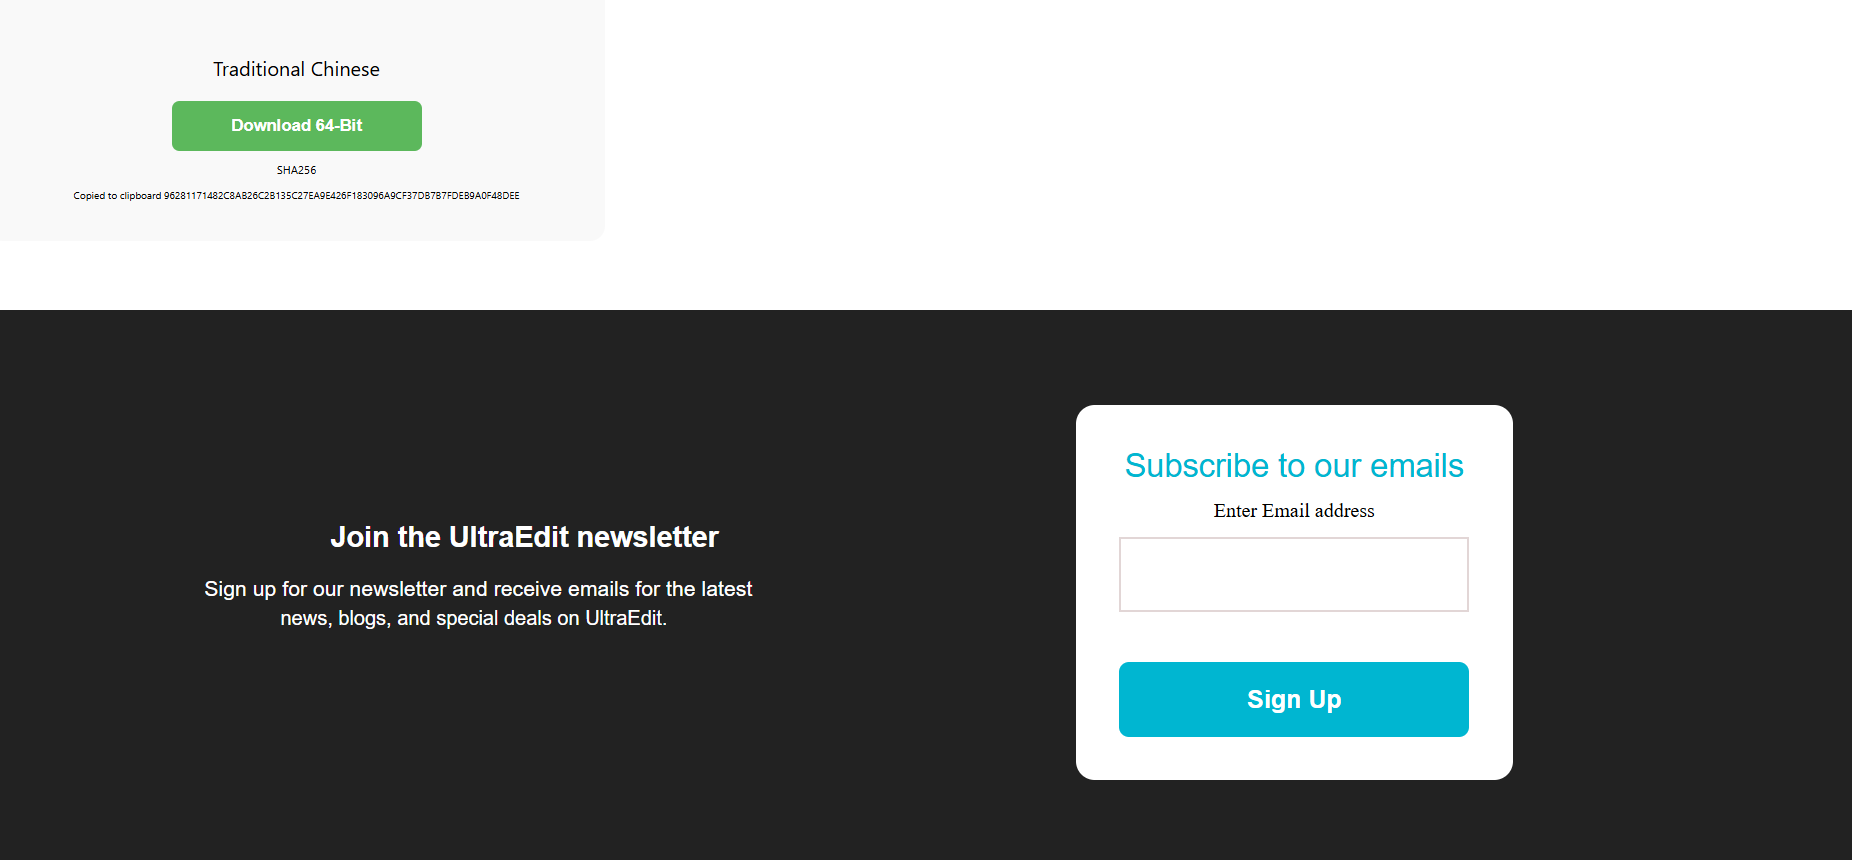 Traditional Chinese
Download 64-Bit
SHA256
Copied to clipboard 96281171482C8AB26C2B135C27EA9E426F183096A9CF37DB7B7FDEB9A0F48DEE
Join the UltraEdit newsletter
Sign up for our newsletter and receive emails for the latest
news, blogs, and special deals on UltraEdit.
Subscribe to our emails
Enter Email address
Sign Up